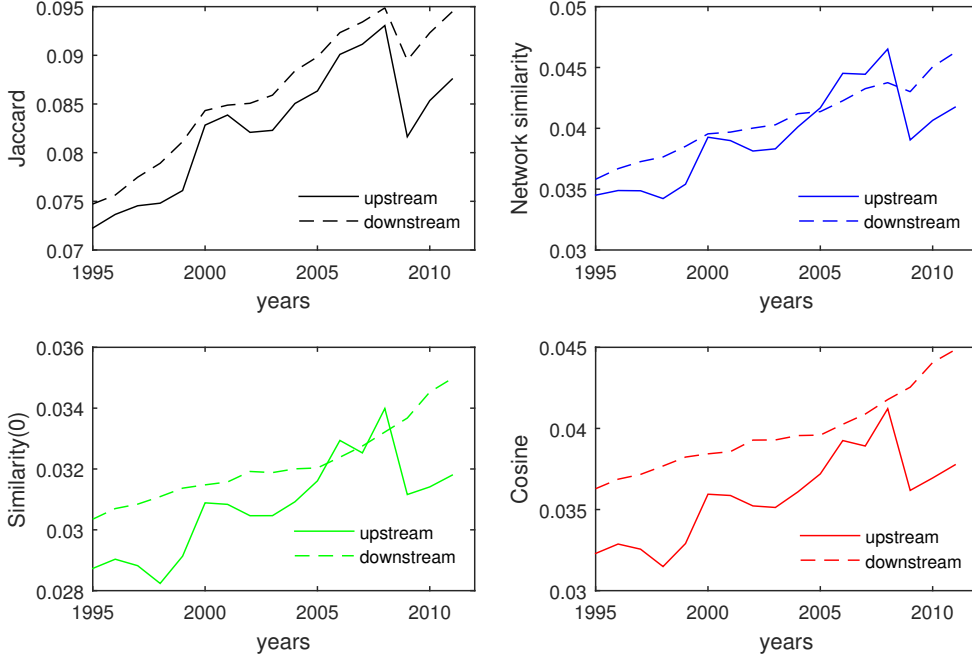 0.095
0.09
0.085
0.08
0.075
0.07
Jaccard
upstream
downstream
1995
2000
2005
2010
years
0.05
0.045
0.04
0.035
0.03
Network similarity
upstream
downstream
1995
2000
2005
2010
years
0.036
0.034
0.032
0.03
0.028
Similarity(0)
upstream
downstream
1995
2000
2005
2010
years
0.045
0.04
0.035
0.03
Cosine
upstream
downstream
1995
2000
2005
2010
years